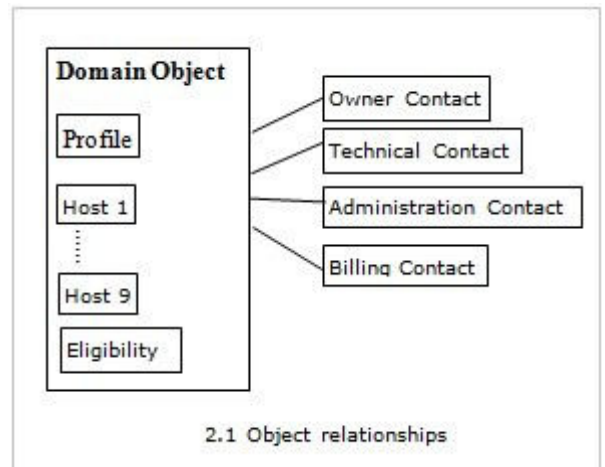 Domain Object
Profile
Host 1
Host 9
Eligibility
Owner Contact
Technical Contact
Administration Contact
Billing Contact
2.1 Object relationships